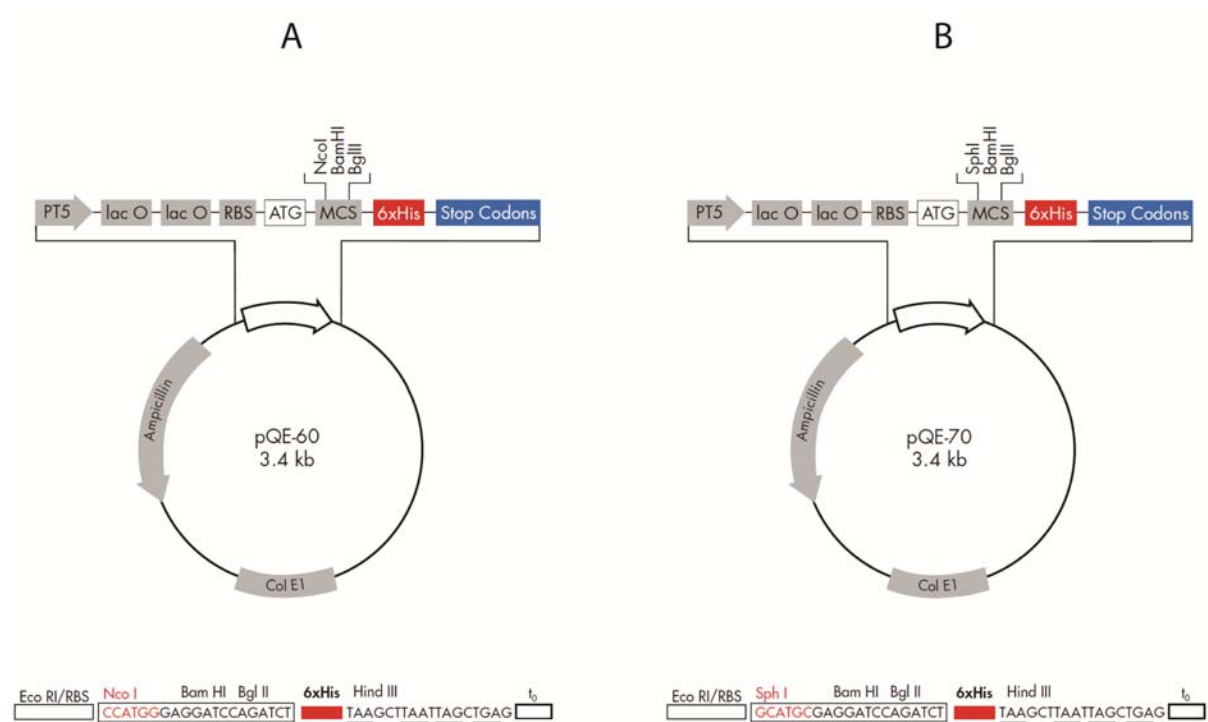 A
NcoI
BamHI
BglII
PT5 lac O lac O RBS ATG MCS 6xHis Stop Codons
Ampicillin
pQE-60
3.4 kb
Col E1
Eco RI/RBS Nco I Bam HI Bgl II 6xHis Hind III t₀
CCATGGGAGGATCCAGATCT TAAGCTTAATTAGCTGAG
B
SphI
BamHI
BglII
PT5 lac O lac O RBS ATG MCS 6xHis Stop Codons
Ampicillin
pQE-70
3.4 kb
Col E1
Eco RI/RBS Sph I Bam HI Bgl II 6xHis Hind III t₀
GCATGCGAGGATCCAGATCT TAAGCTTAATTAGCTGAG